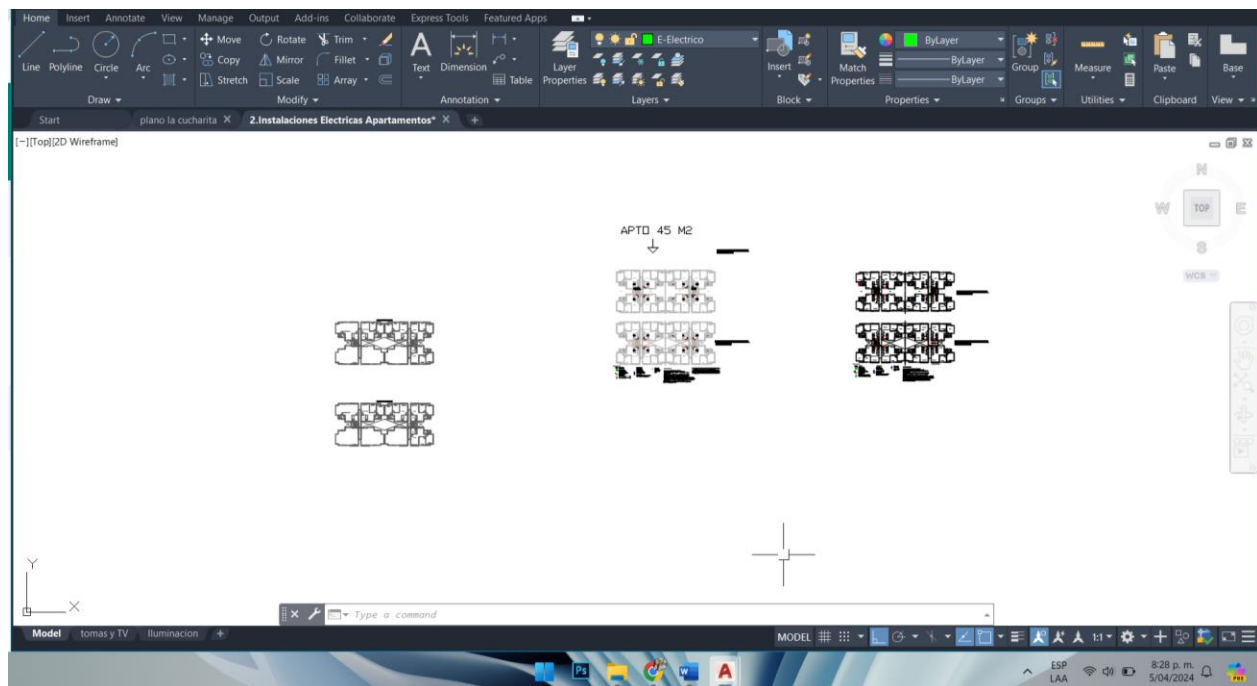 Home Insert Annotate View Manage Output Add-ins Collaborate Express Tools Featured Apps
Line Polyline Circle Arc
Move Rotate Trim
Copy Mirror Fillet
Stretch Scale Array
Text Dimension
Table
Layer Properties
E-Electrico
Insert
Match Properties
ByLayer
ByLayer
ByLayer
Group
Measure
Paste
Base
Draw Modify Annotation Layers Block Properties Groups Utilities Clipboard View
Start plano la cucharita 2.Instalaciones Electricas Apartamentos*
[−][Top][2D Wireframe]
N
W TOP E
S
WCS
APTO 45 M2
Y
X
Type a command
Model tomas y TV Iluminacion
MODEL 1:1
Ps W A
ESP
LAA
8:28 p. m.
5/04/2024
PRE